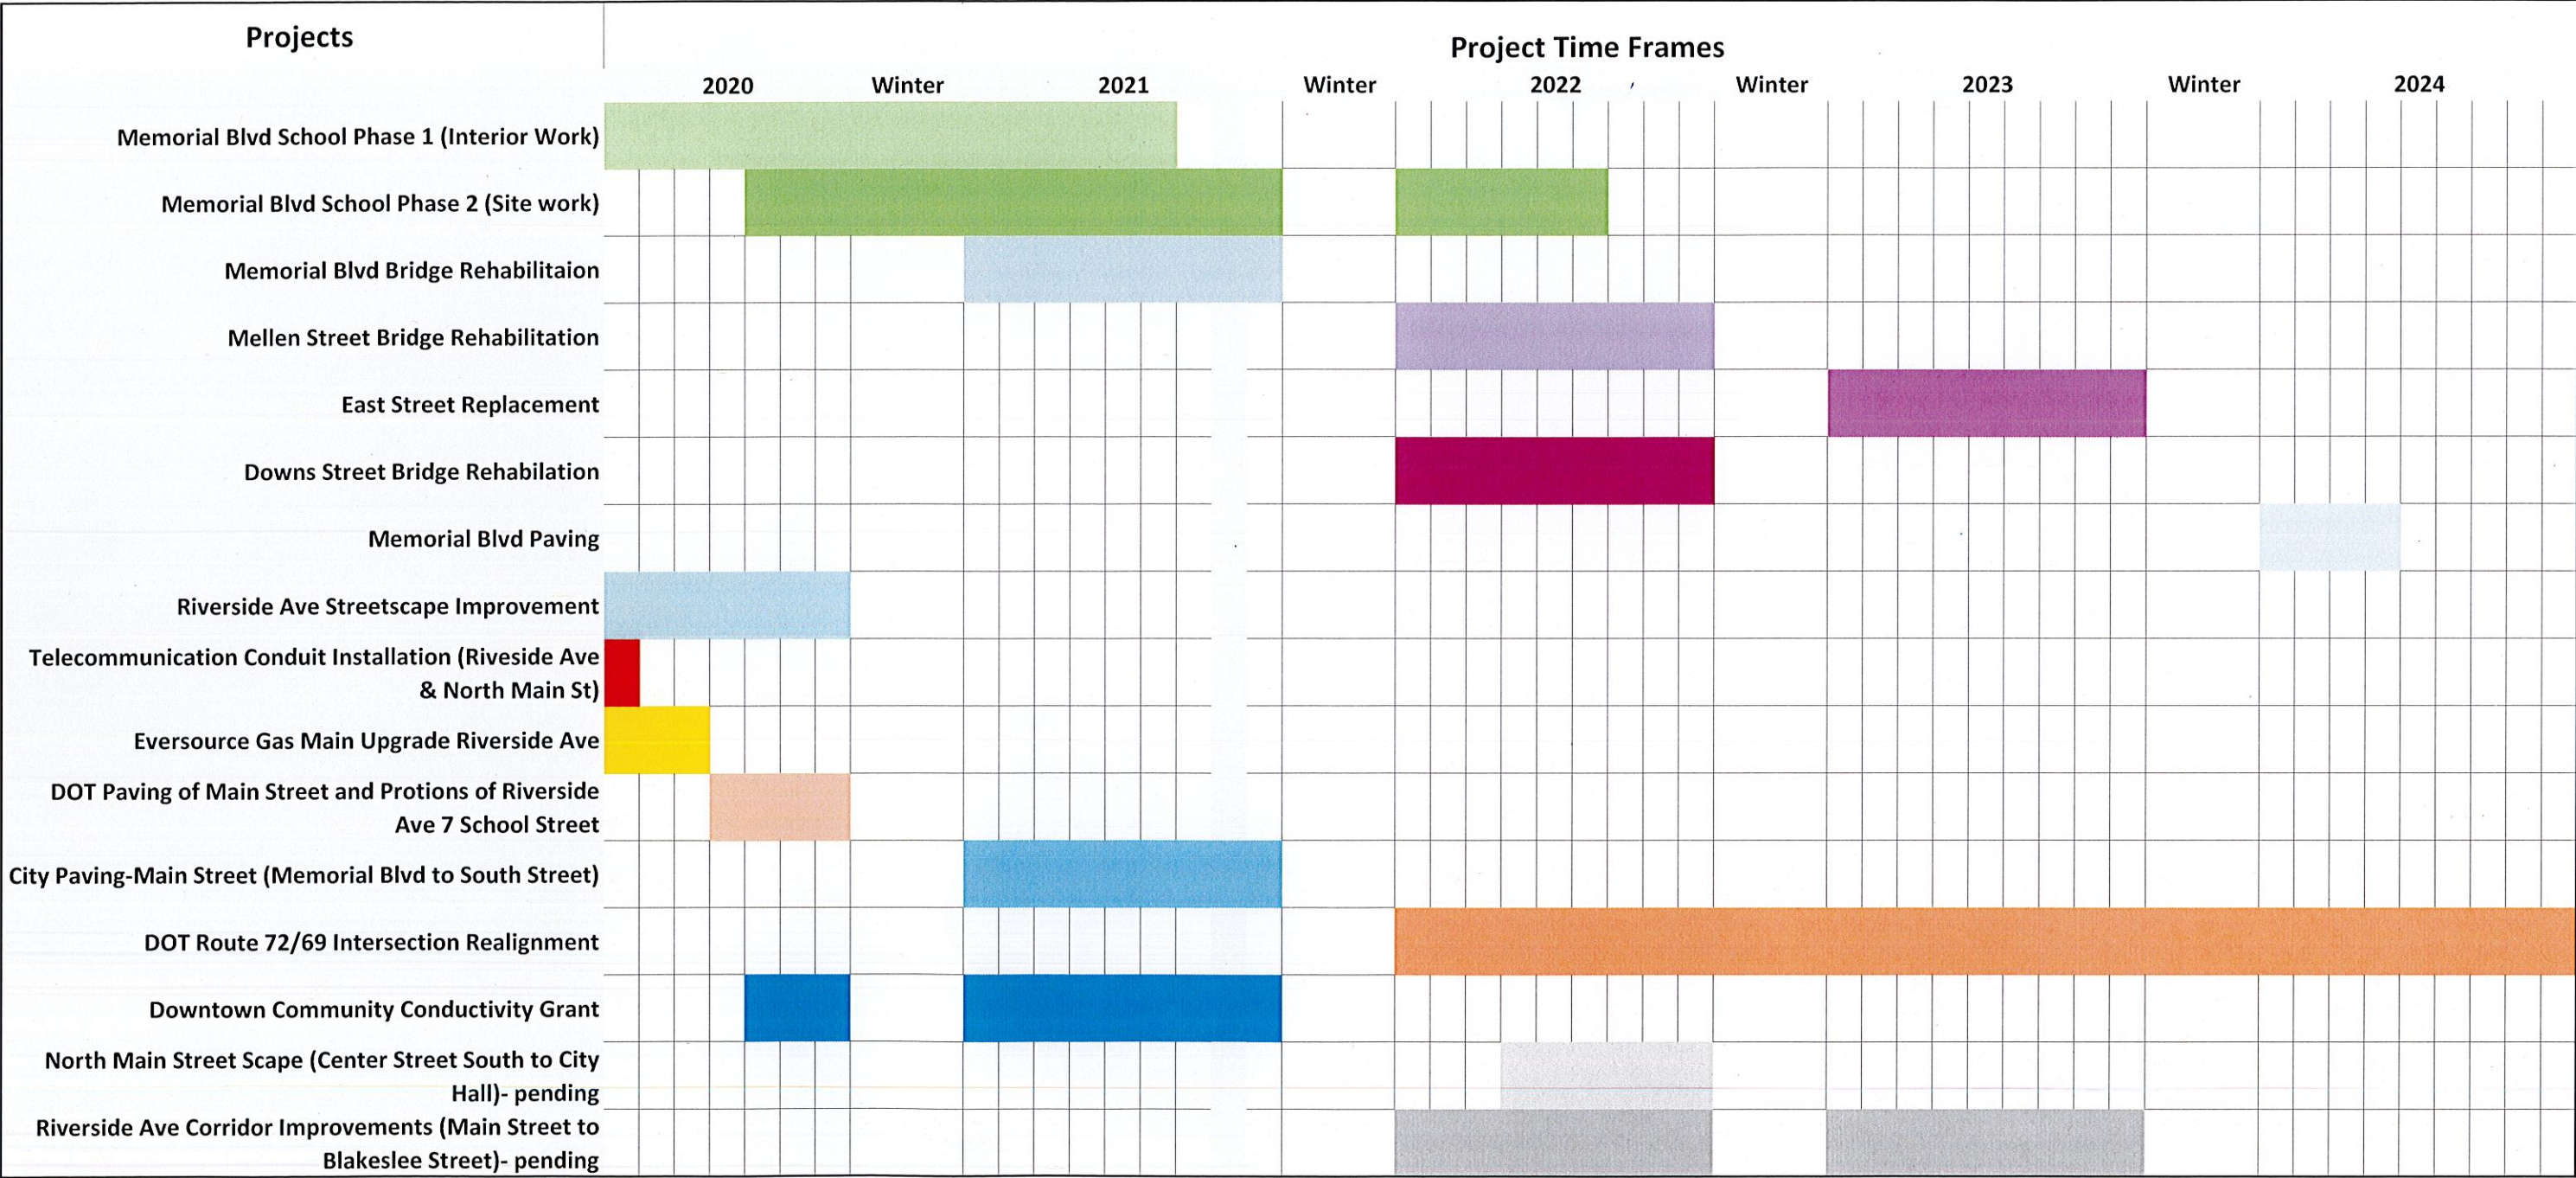 Projects
Project Time Frames
2020 Winter 2021 Winter 2022 Winter 2023 Winter 2024
Memorial Blvd School Phase 1 (Interior Work)
Memorial Blvd School Phase 2 (Site work)
Memorial Blvd Bridge Rehabilitaion
Mellen Street Bridge Rehabilitation
East Street Replacement
Downs Street Bridge Rehabilation
Memorial Blvd Paving
Riverside Ave Streetscape Improvement
Telecommunication Conduit Installation (Riveside Ave
& North Main St)
Eversource Gas Main Upgrade Riverside Ave
DOT Paving of Main Street and Protions of Riverside
Ave 7 School Street
City Paving-Main Street (Memorial Blvd to South Street)
DOT Route 72/69 Intersection Realignment
Downtown Community Conductivity Grant
North Main Street Scape (Center Street South to City
Hall)- pending
Riverside Ave Corridor Improvements (Main Street to
Blakeslee Street)- pending